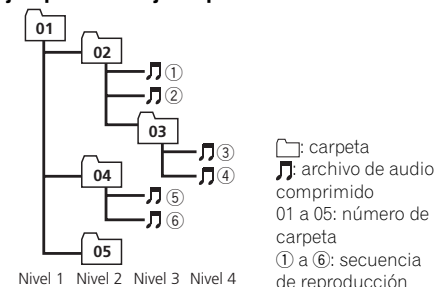 01
02
①
②
03
③
④
04
⑤
⑥
05
Nivel 1 Nivel 2 Nivel 3 Nivel 4
: carpeta
: archivo de audio
comprimido
01 a 05: número de
carpeta
① a ⑥: secuencia
de reproducción